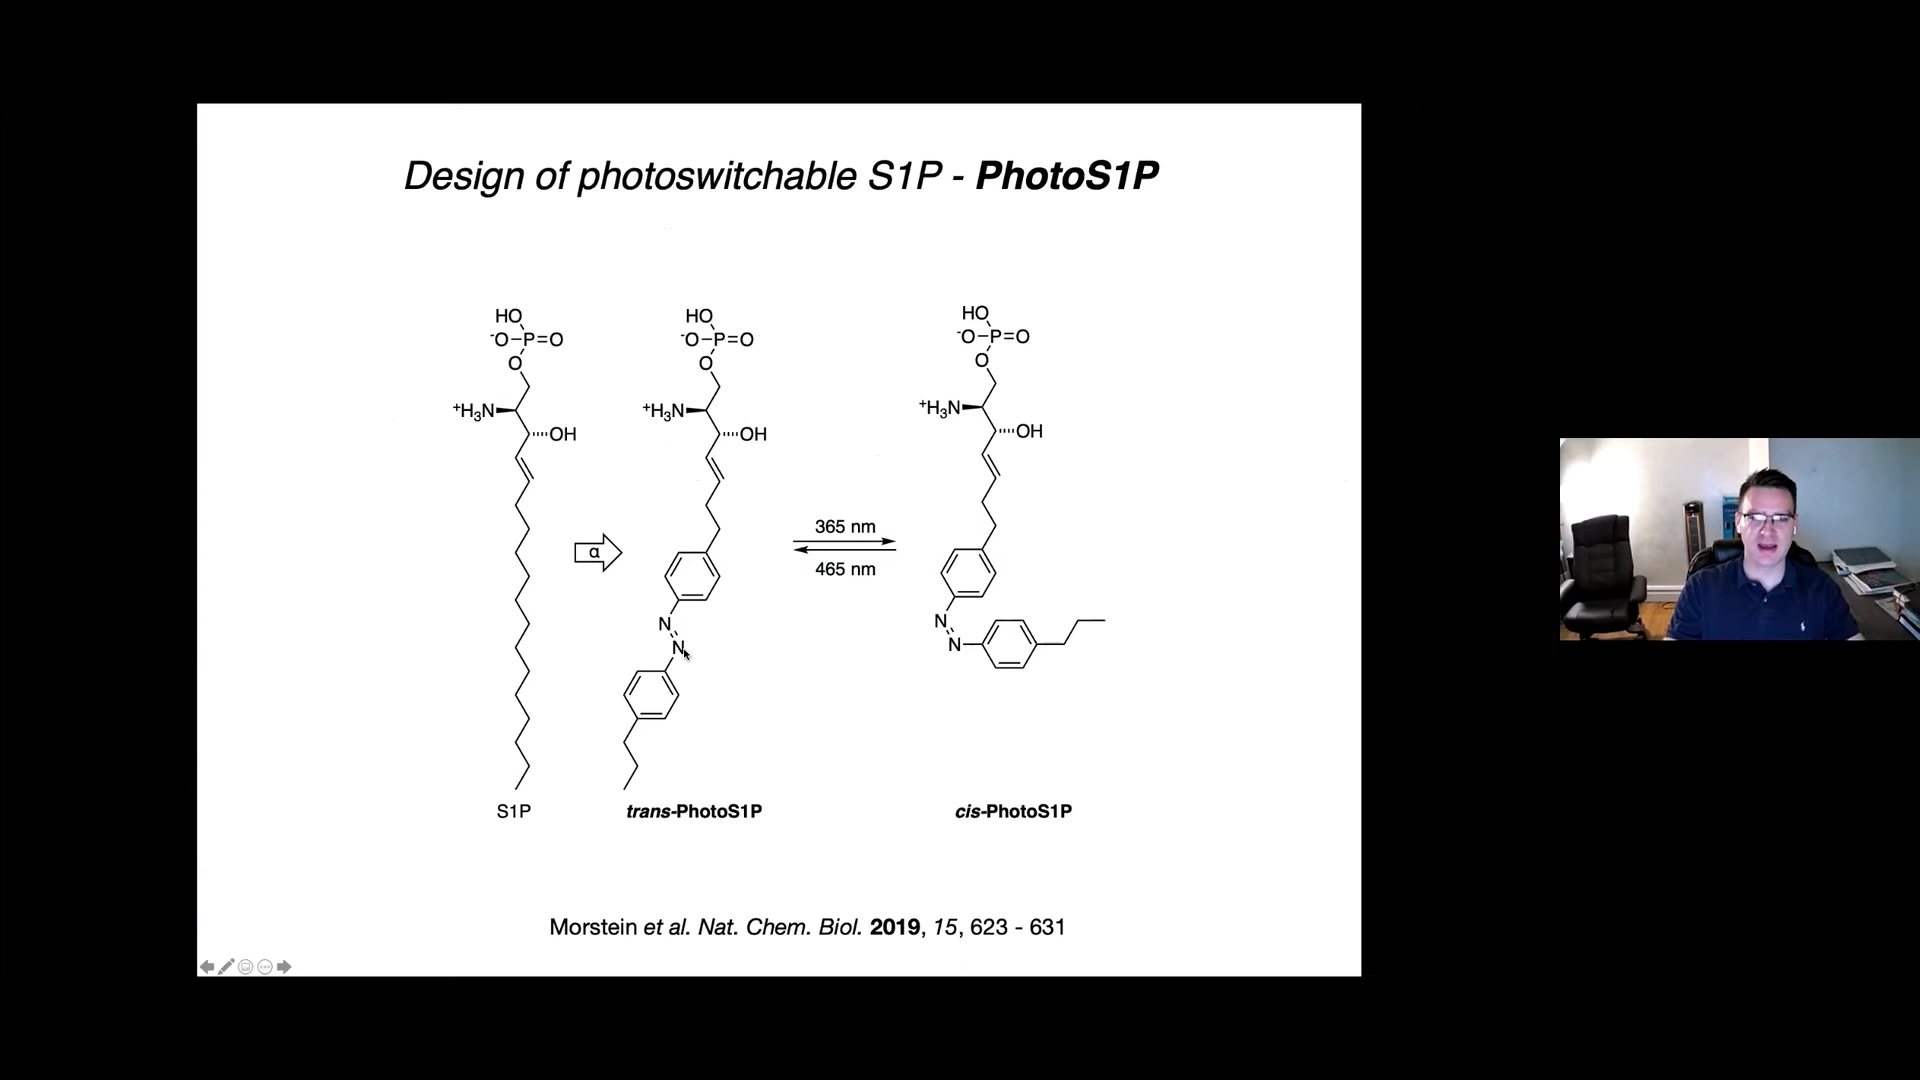 Design of photoswitchable S1P - PhotoS1P
HO
⁻O–P=O
O
⁺H₃N
OH
S1P
α
HO
⁻O–P=O
O
⁺H₃N
OH
N
N
trans-PhotoS1P
365 nm
465 nm
HO
⁻O–P=O
O
⁺H₃N
OH
N
N
cis-PhotoS1P
Morstein et al. Nat. Chem. Biol. 2019, 15, 623 - 631